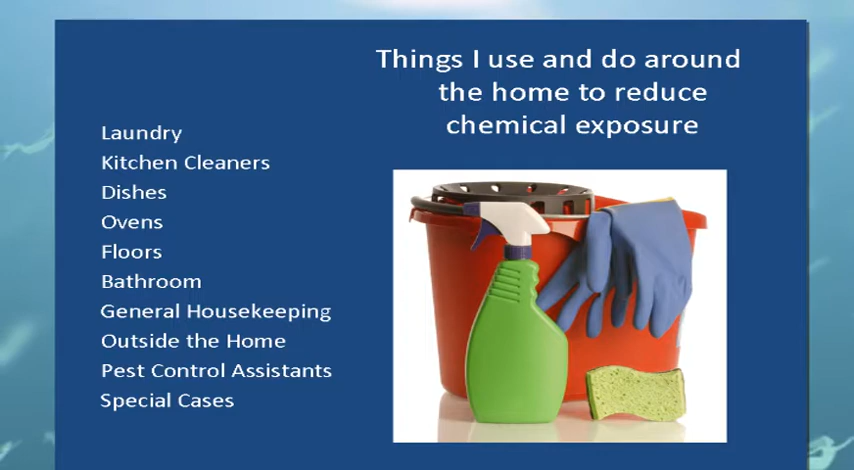 Things I use and do around
the home to reduce
chemical exposure
Laundry
Kitchen Cleaners
Dishes
Ovens
Floors
Bathroom
General Housekeeping
Outside the Home
Pest Control Assistants
Special Cases